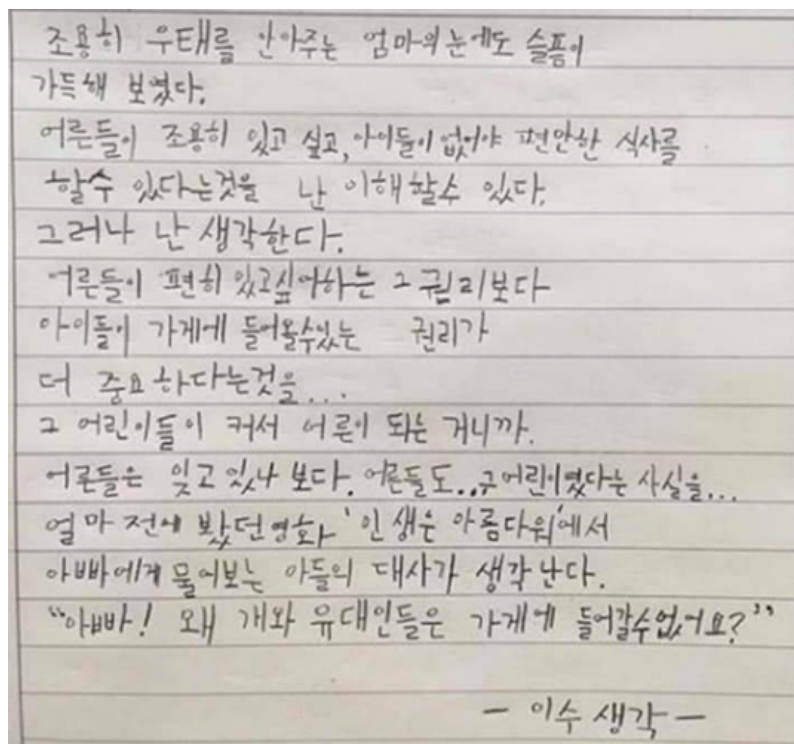 조용히 우태를 안아주는 엄마의 눈에도 슬픔이
가득해 보였다.
어른들이 조용히 있고 싶고, 아이들이 없어야 편안한 식사를
할수 있다는것을 난 이해할수 있다.
그러나 난 생각한다.
어른들이 편히 있고싶어하는 그 권리보다
아이들이 가게에 들어올수있는 권리가
더 중요하다는것을...
그 어린이들이 커서 어른이 되는 거니까.
어른들은 잊고 있나 보다. 어른들도.. 어린이였다는 사실을...
얼마 전에 봤던 영화 '인생은 아름다워'에서
아빠에게 물어보는 아들의 대사가 생각난다.
"아빠! 왜 개와 유대인들은 가게에 들어갈수없어요?"
- 이수 생각 -